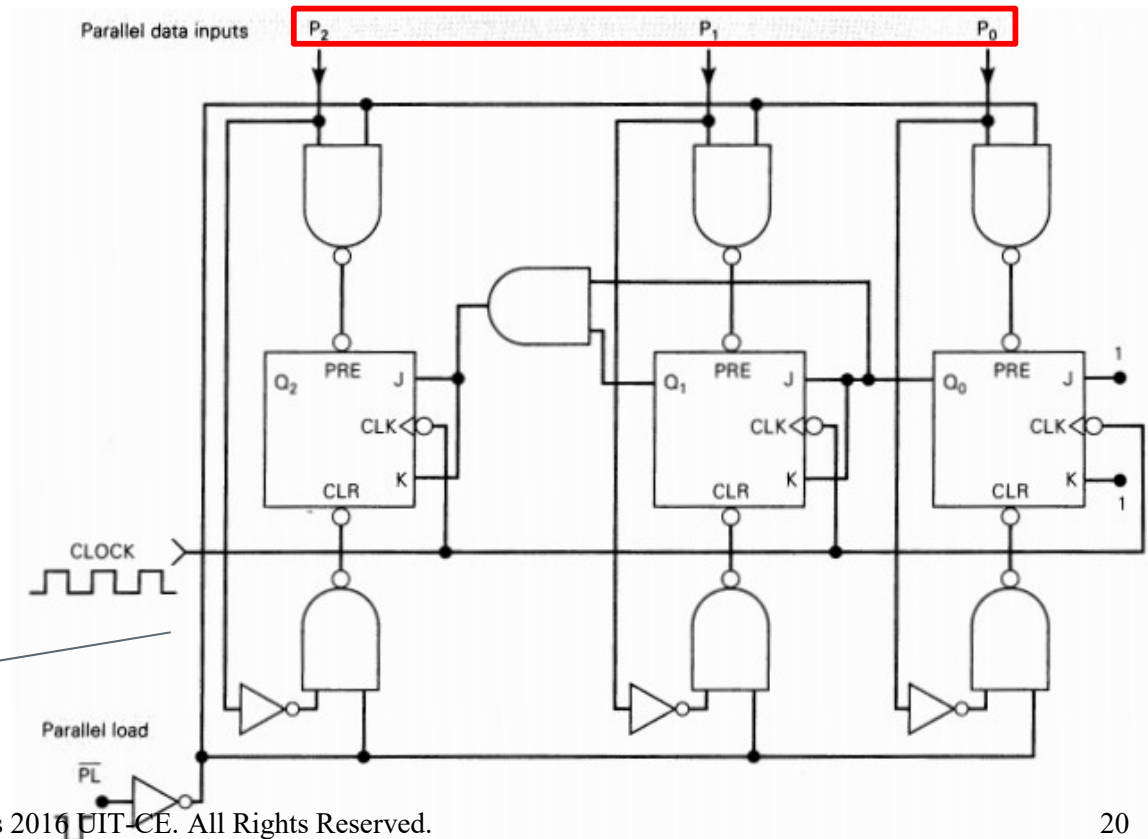 Parallel data inputs P₂ P₁ P₀
PRE PRE PRE 1
Q₂ J Q₁ J Q₀ J
CLK CLK CLK
K K K
CLR CLR CLR 1
CLOCK
Parallel load
P̅L̅
s 2016 UIT-CE. All Rights Reserved. 20